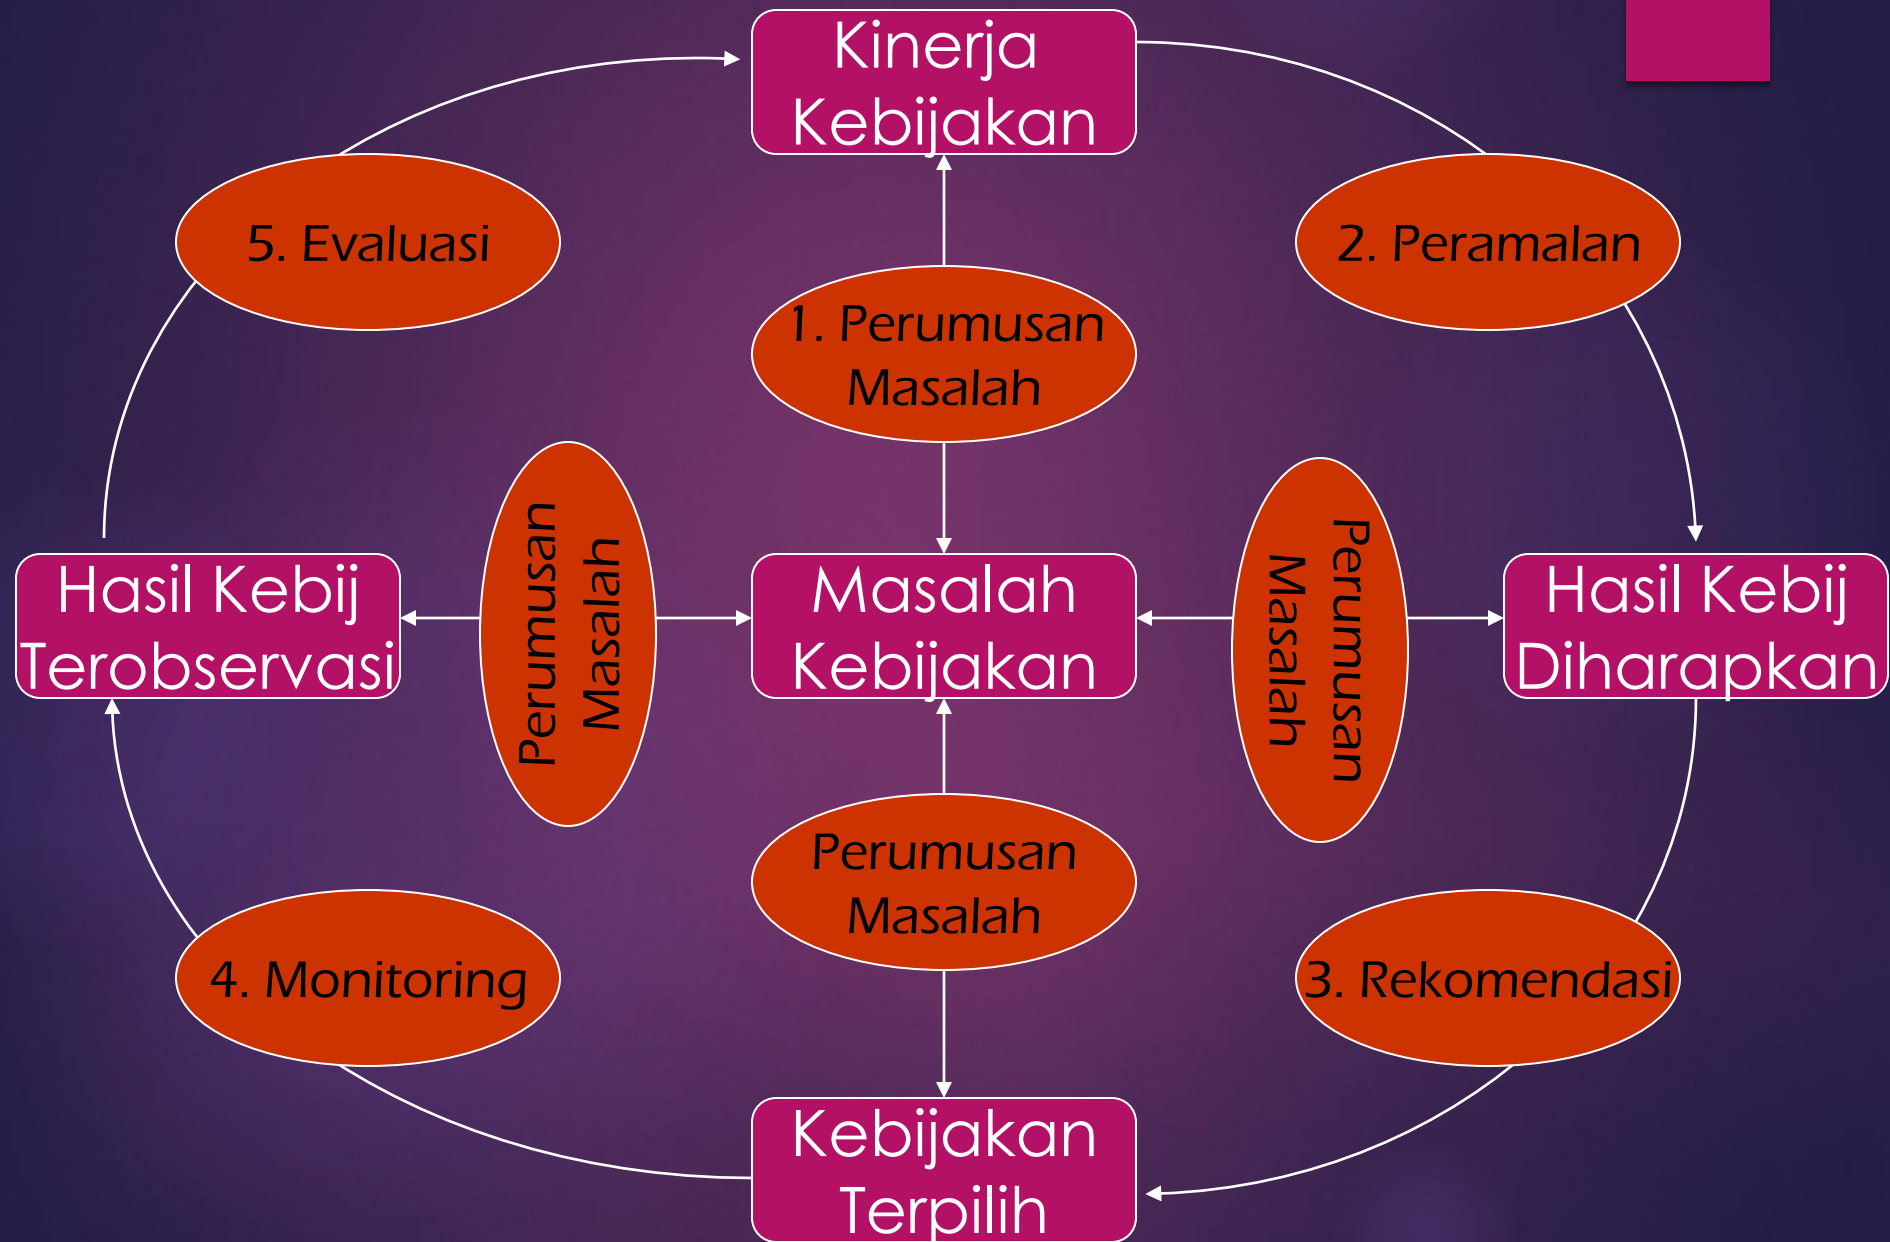 Kinerja
Kebijakan
5. Evaluasi
2. Peramalan
1. Perumusan
Masalah
Perumusan
Masalah
Perumusan
Masalah
Hasil Kebij
Terobservasi
Masalah
Kebijakan
Hasil Kebij
Diharapkan
Perumusan
Masalah
4. Monitoring
3. Rekomendasi
Kebijakan
Terpilih